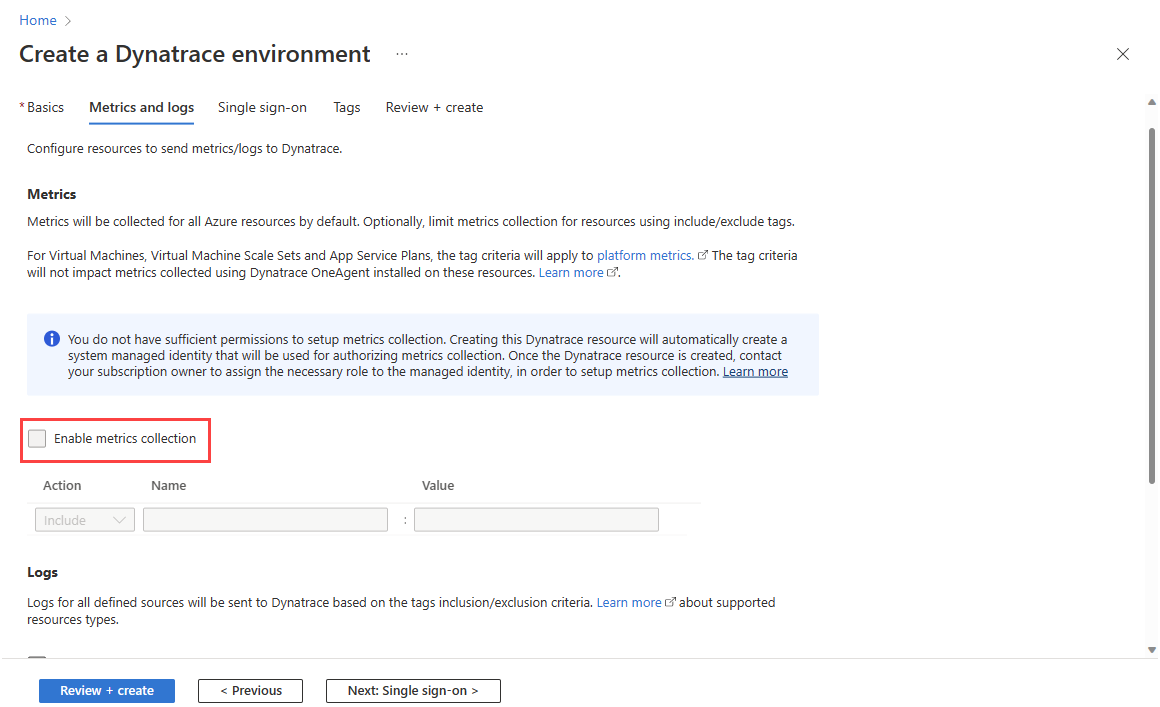 Home >
Create a Dynatrace environment ...
* Basics Metrics and logs Single sign-on Tags Review + create
Configure resources to send metrics/logs to Dynatrace.
Metrics
Metrics will be collected for all Azure resources by default. Optionally, limit metrics collection for resources using include/exclude tags.
For Virtual Machines, Virtual Machine Scale Sets and App Service Plans, the tag criteria will apply to platform metrics. The tag criteria
will not impact metrics collected using Dynatrace OneAgent installed on these resources. Learn more.
You do not have sufficient permissions to setup metrics collection. Creating this Dynatrace resource will automatically create a
system managed identity that will be used for authorizing metrics collection. Once the Dynatrace resource is created, contact
your subscription owner to assign the necessary role to the managed identity, in order to setup metrics collection. Learn more
Enable metrics collection
Action Name Value
Include :
Logs
Logs for all defined sources will be sent to Dynatrace based on the tags inclusion/exclusion criteria. Learn more about supported
resources types.
Review + create < Previous Next: Single sign-on >